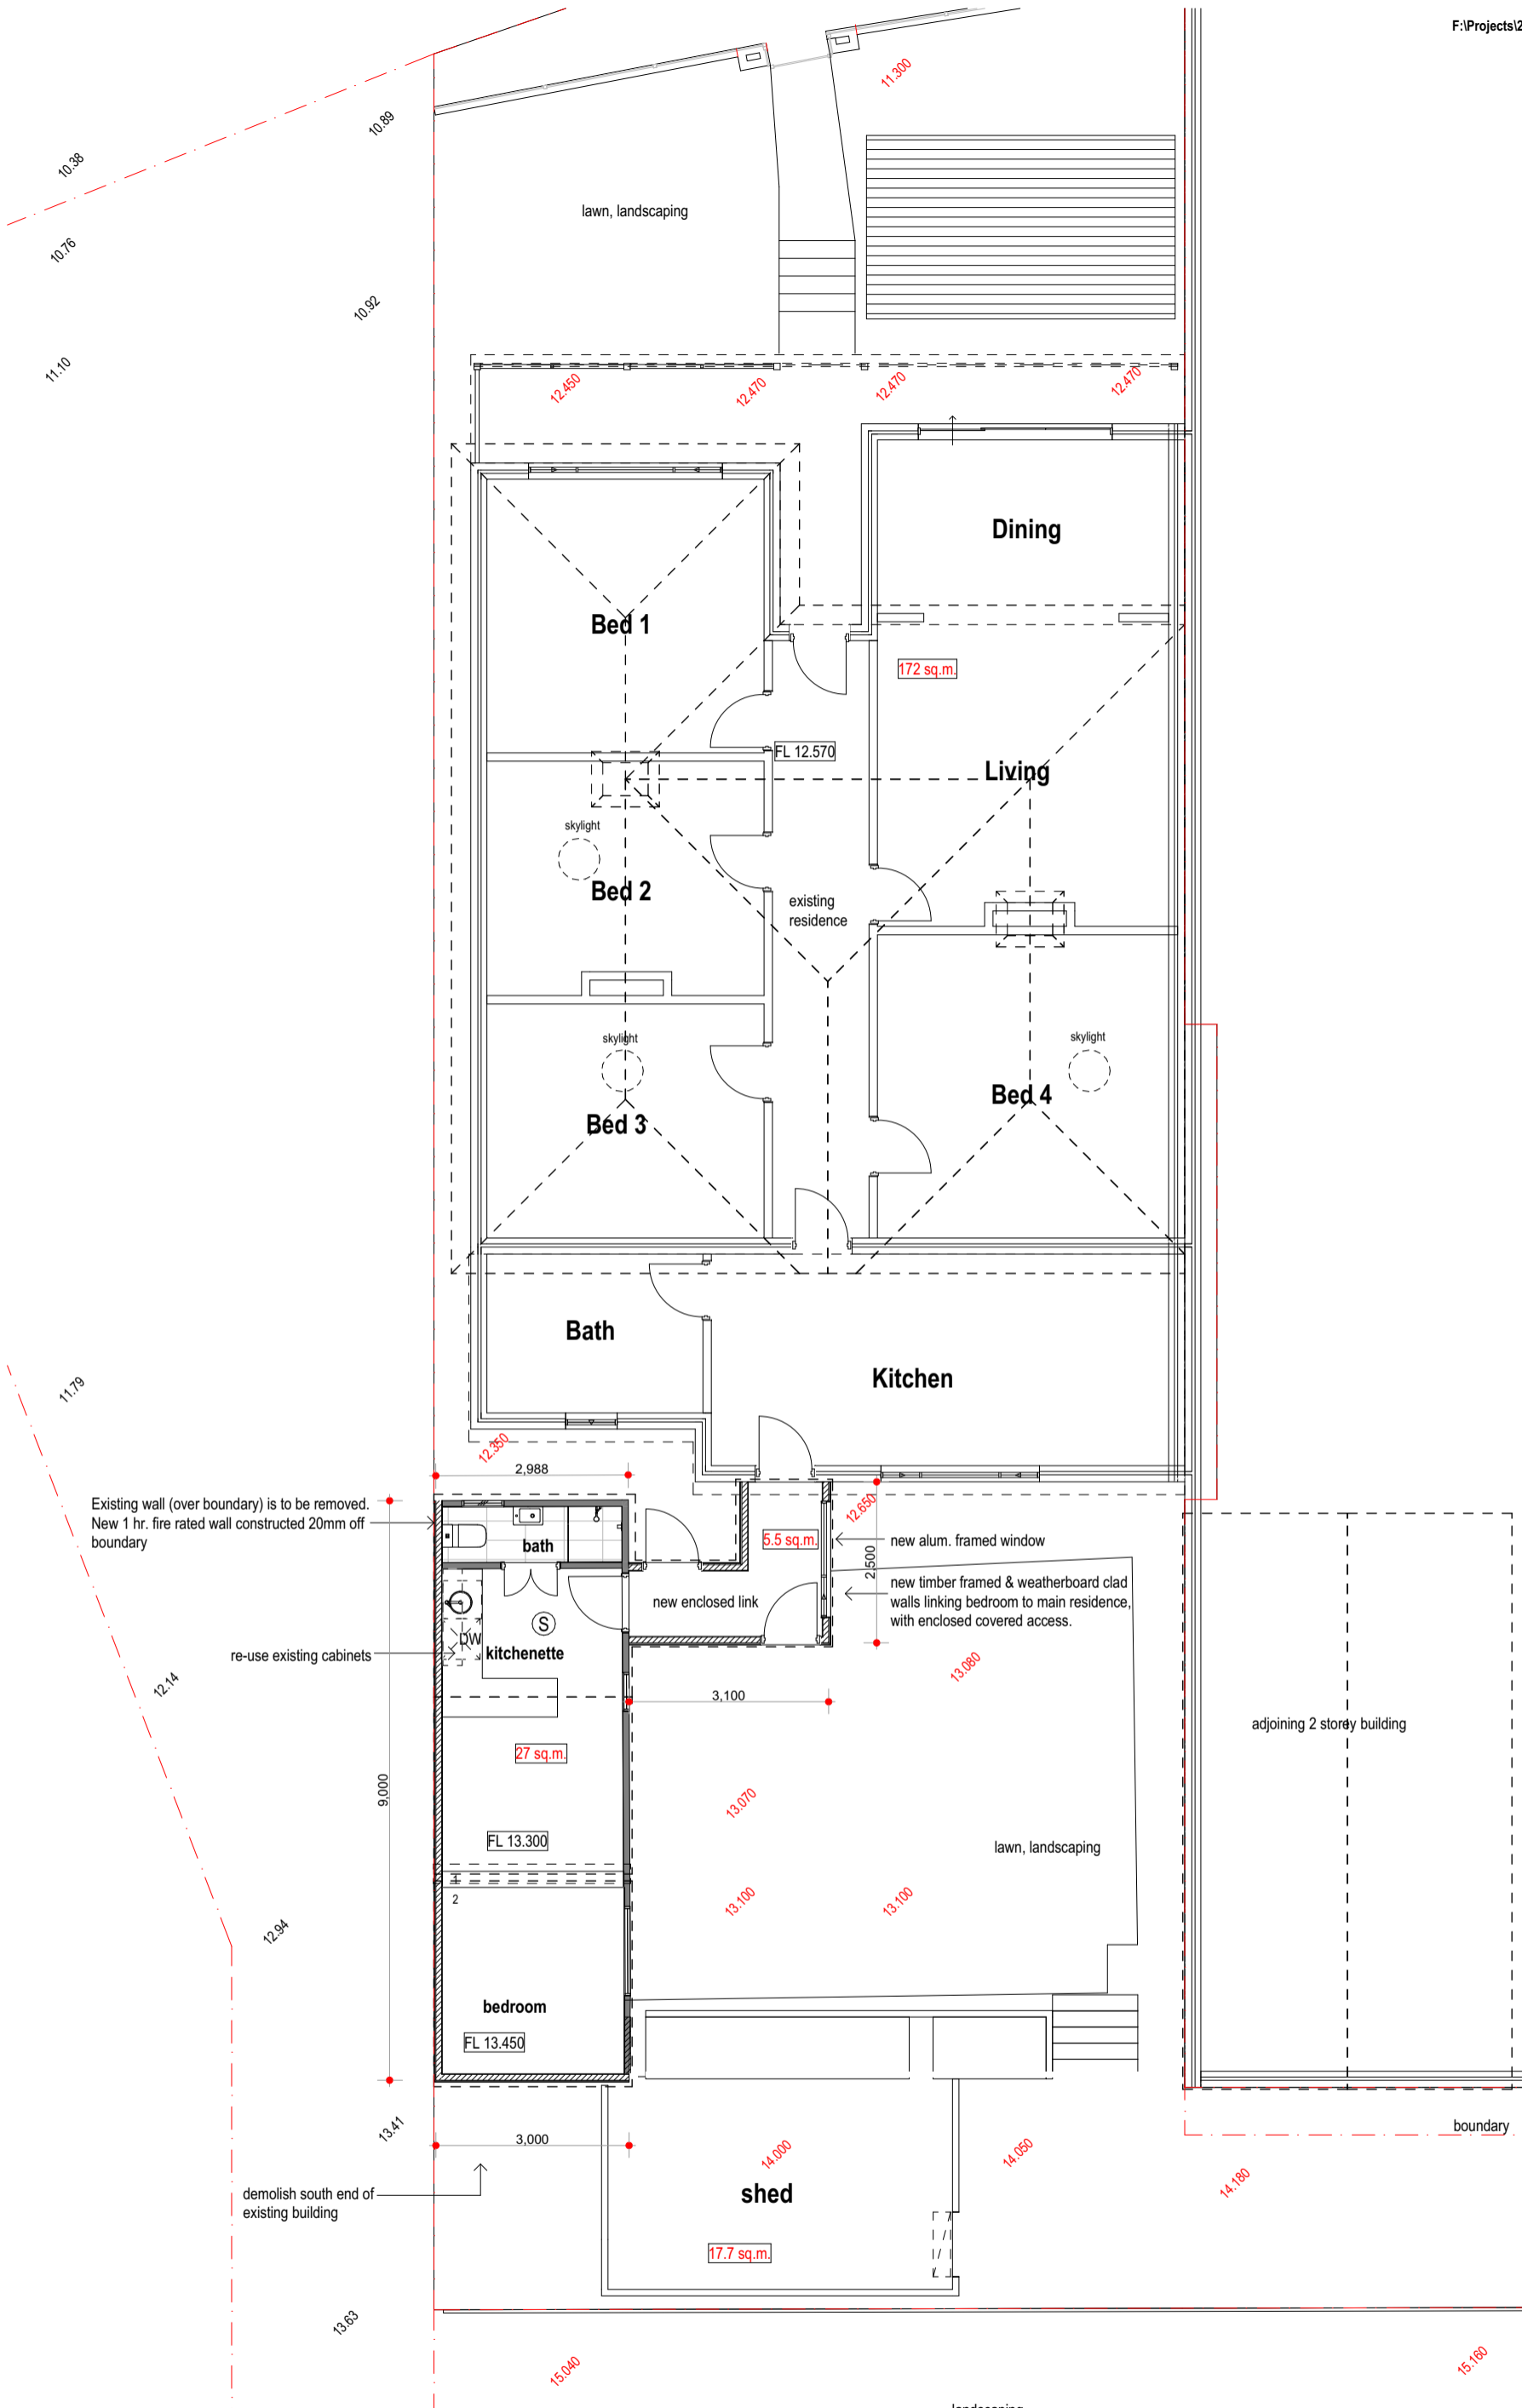 F:\Projects\2
11.300
10.89
10.38
lawn, landscaping
10.76
10.92
11.10
12.450
12.470
12.470
12.470
Dining
Bed 1
172 sq.m.
FL 12.570
Living
skylight
Bed 2
existing
residence
skylight
skylight
Bed 4
Bed 3
Bath
Kitchen
11.79
12.350
2,988
Existing wall (over boundary) is to be removed.
New 1 hr. fire rated wall constructed 20mm off
boundary
12.650
5.5 sq.m.
new alum. framed window
bath
2,500
new timber framed & weatherboard clad
walls linking bedroom to main residence,
with enclosed covered access.
new enclosed link
S
DW
kitchenette
re-use existing cabinets
13.080
12.14
3,100
adjoining 2 storey building
27 sq.m.
9,000
13.070
FL 13.300
lawn, landscaping
1
2
13.100
13.100
12.94
bedroom
FL 13.450
13.41
3,000
boundary
14.000
14.050
14.180
demolish south end of
existing building
shed
17.7 sq.m.
13.63
15.040
15.160